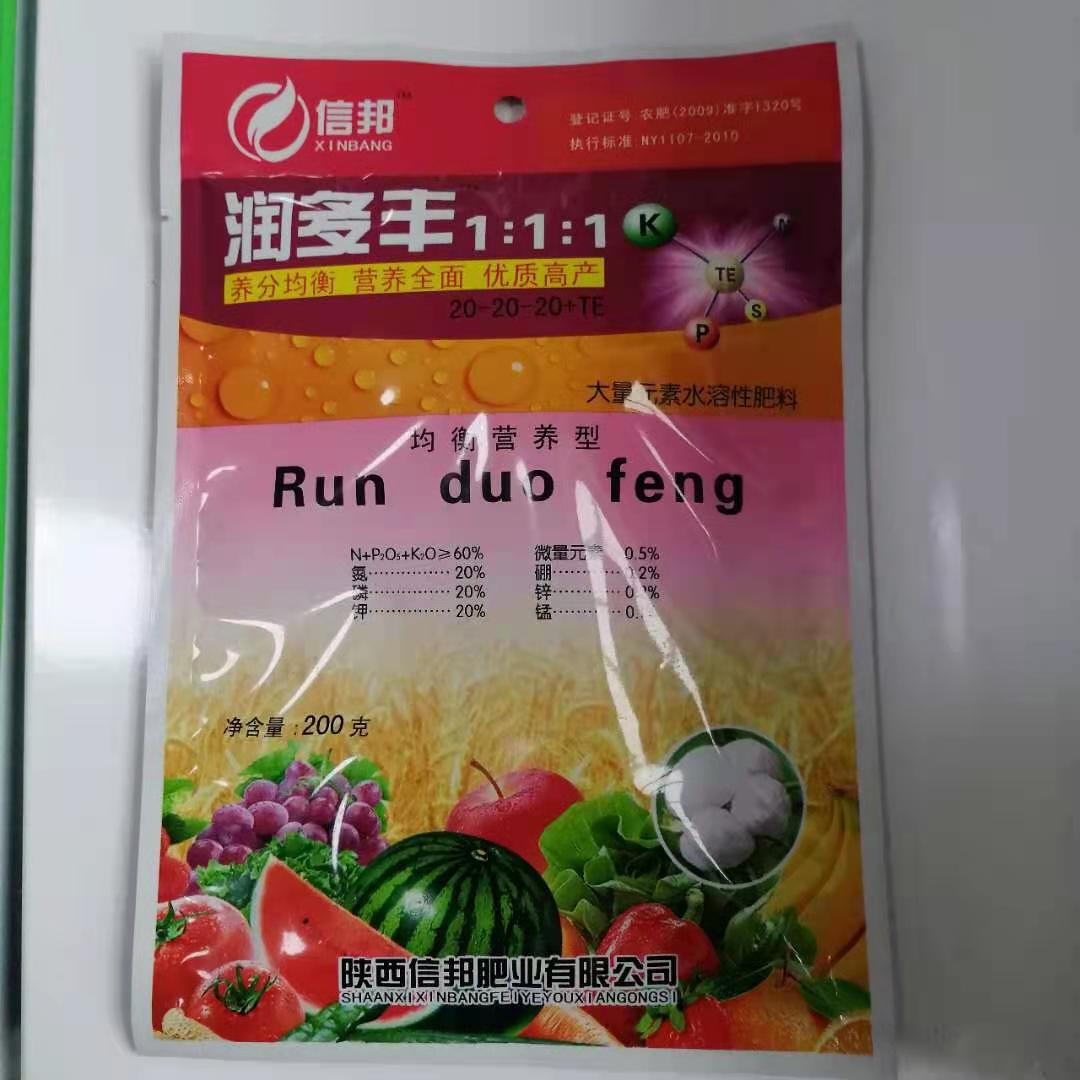 信邦
XINBANG
登记证号:农肥(2009)准字1320号
执行标准:NY1107-2010
润多丰1:1:1
养分均衡 营养全面 优质高产
20-20-20+TE
K
N
TE
S
P
大量元素水溶性肥料
均衡营养型
Run duo feng
N+P₂O₅+K₂O≥60%
氮……………20%
磷……………20%
钾……………20%
微量元素 0.5%
硼………… 0.2%
锌…………
锰…………
净含量:200克
陕西信邦肥业有限公司
SHAANXIXINBANGFEIYEYOUXIANGONGSI